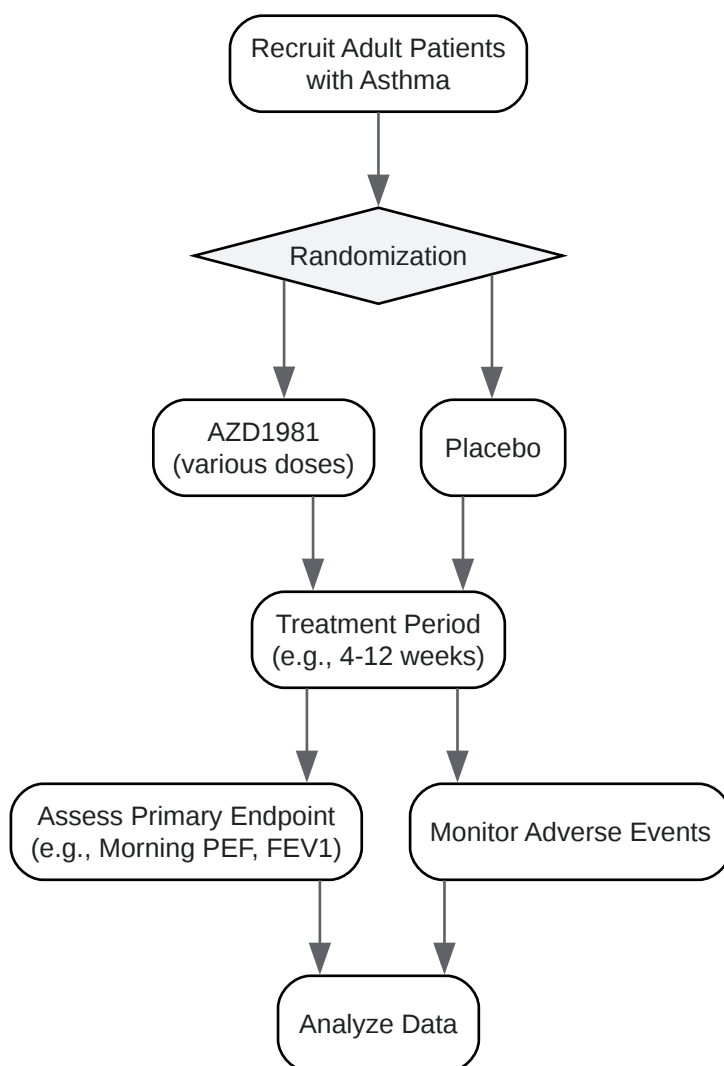 Recruit Adult Patients
with Asthma
Randomization
AZD1981
(various doses)
Placebo
Treatment Period
(e.g., 4-12 weeks)
Assess Primary Endpoint
(e.g., Morning PEF, FEV1)
Monitor Adverse Events
Analyze Data